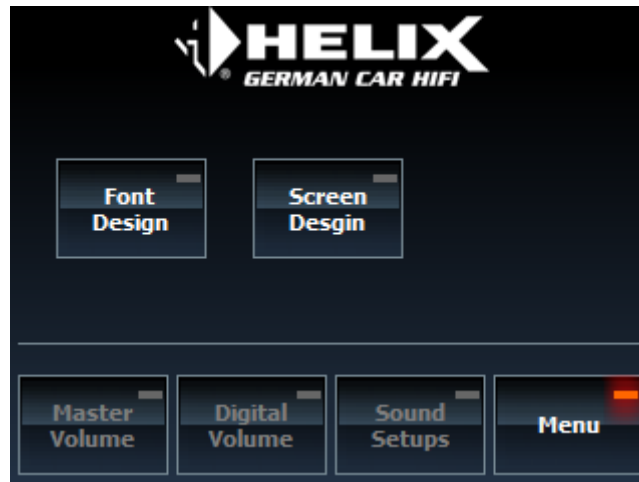 HELIX
GERMAN CAR HIFI
Font
Design
Screen
Desgin
Master
Volume
Digital
Volume
Sound
Setups
Menu